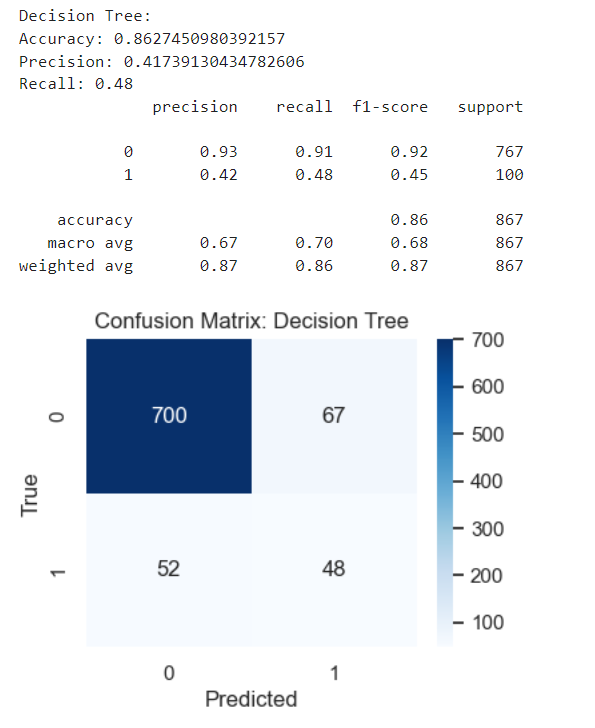 Decision Tree:
Accuracy: 0.8627450980392157
Precision: 0.41739130434782606
Recall: 0.48
precision recall f1-score support
0 0.93 0.91 0.92 767
1 0.42 0.48 0.45 100
accuracy 0.86 867
macro avg 0.67 0.70 0.68 867
weighted avg 0.87 0.86 0.87 867
Confusion Matrix: Decision Tree
700
600
500
400
300
200
100
True
0
1
700 67
52 48
0 1
Predicted